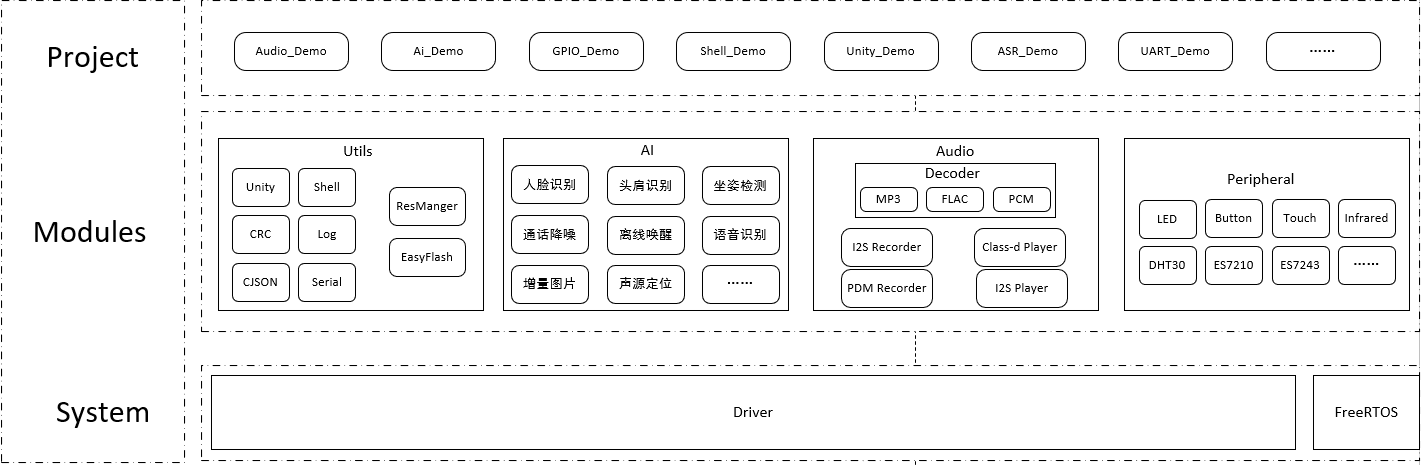 Project
Audio_Demo
Ai_Demo
GPIO_Demo
Shell_Demo
Unity_Demo
ASR_Demo
UART_Demo
……
Modules
Utils
Unity
Shell
CRC
Log
CJSON
Serial
ResManger
EasyFlash
AI
人脸识别
头肩识别
坐姿检测
通话降噪
离线唤醒
语音识别
增量图片
声源定位
……
Audio
Decoder
MP3
FLAC
PCM
I2S Recorder
Class-d Player
PDM Recorder
I2S Player
Peripheral
LED
Button
Touch
Infrared
DHT30
ES7210
ES7243
……
System
Driver
FreeRTOS